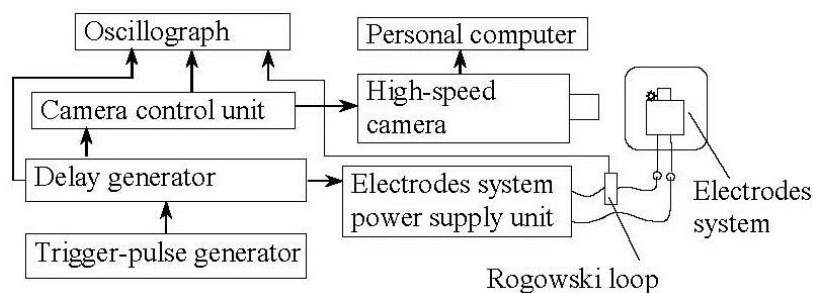 Oscillograph
Personal computer
Camera control unit
High-speed
camera
Delay generator
Electrodes system
power supply unit
Electrodes
system
Trigger-pulse generator
Rogowski loop